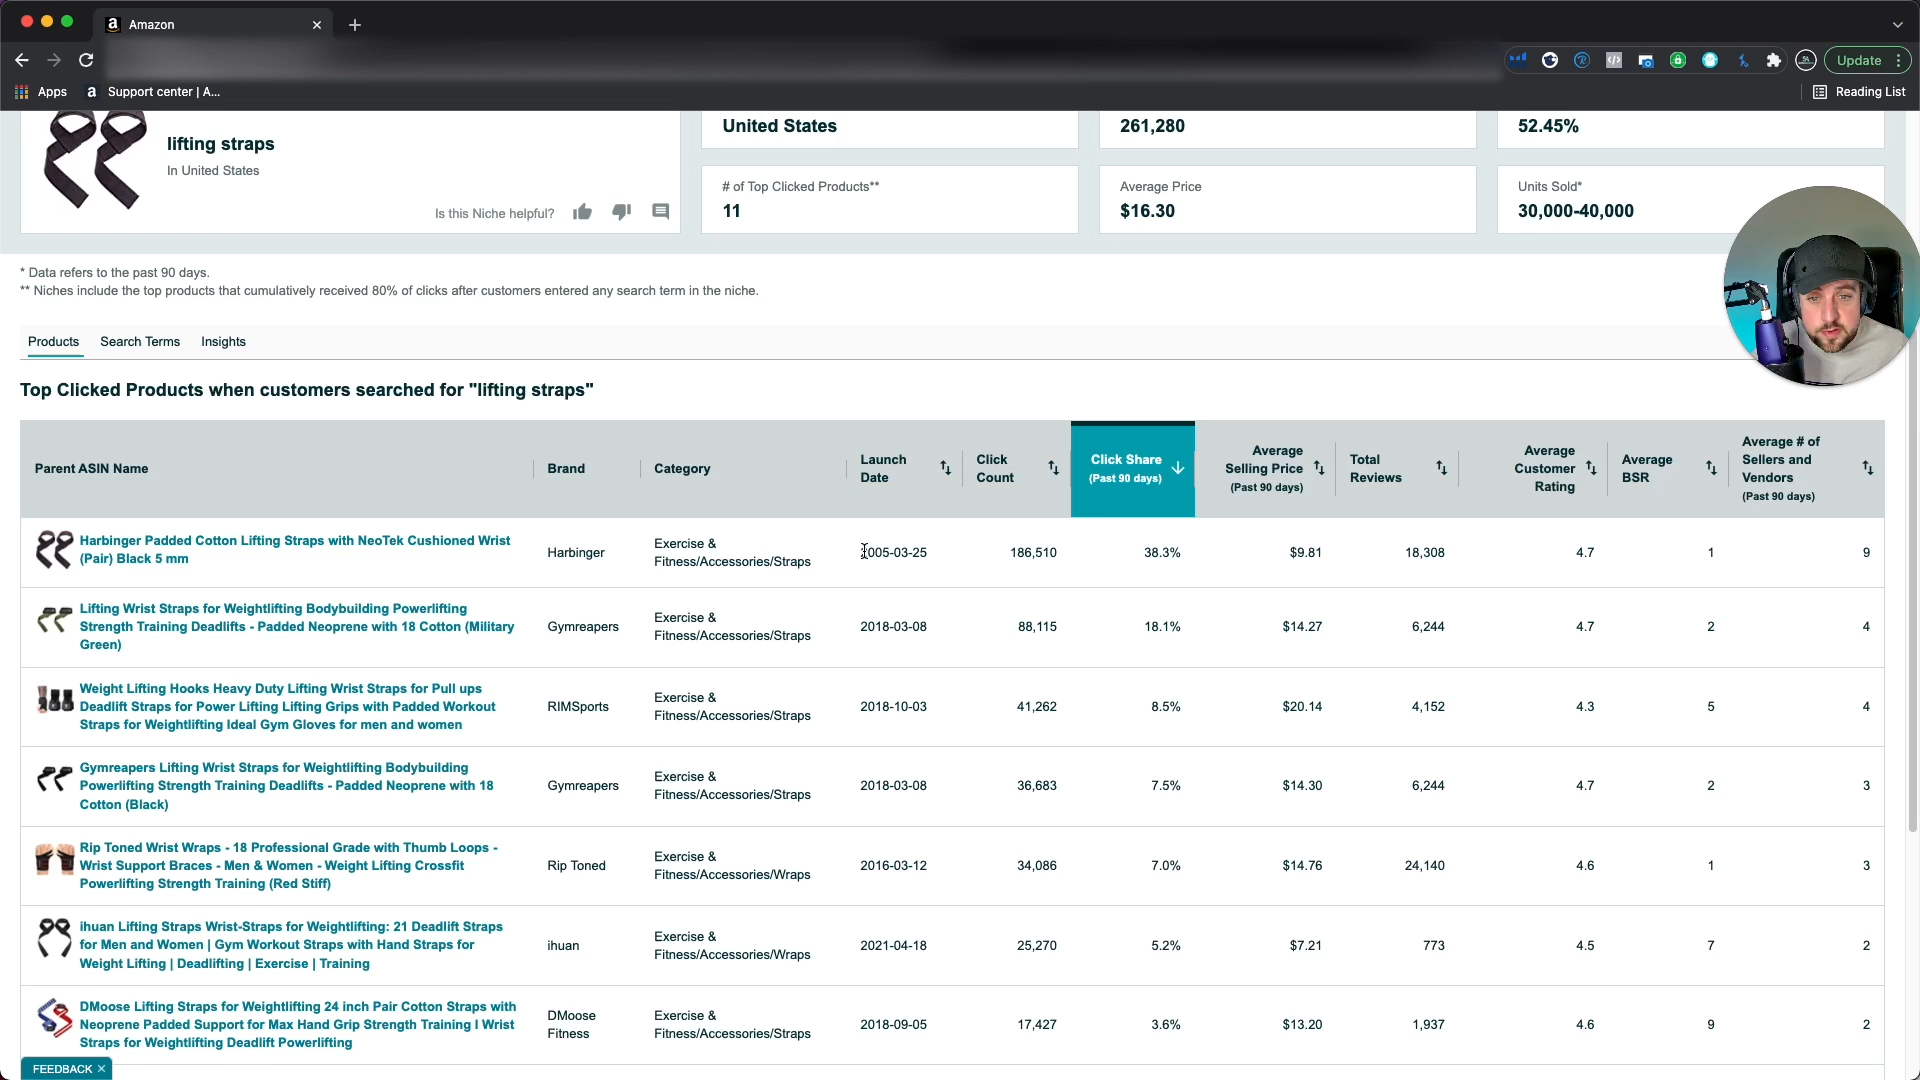 Amazon
Update
Apps
Support center | A...
Reading List
lifting straps
In United States
Is this Niche helpful?
United States
261,280
52.45%
# of Top Clicked Products**
11
Average Price
$16.30
Units Sold*
30,000-40,000
* Data refers to the past 90 days.
** Niches include the top products that cumulatively received 80% of clicks after customers entered any search term in the niche.
Products Search Terms Insights
Top Clicked Products when customers searched for "lifting straps"
Parent ASIN Name
Brand
Category
Launch
Date
Click
Count
Click Share
(Past 90 days)
Average
Selling Price
(Past 90 days)
Total
Reviews
Average
Customer
Rating
Average
BSR
Average # of
Sellers and
Vendors
(Past 90 days)
Harbinger Padded Cotton Lifting Straps with NeoTek Cushioned Wrist
(Pair) Black 5 mm
Harbinger
Exercise &
Fitness/Accessories/Straps
2005-03-25
186,510
38.3%
$9.81
18,308
4.7
1
9
Lifting Wrist Straps for Weightlifting Bodybuilding Powerlifting
Strength Training Deadlifts - Padded Neoprene with 18 Cotton (Military
Green)
Gymreapers
Exercise &
Fitness/Accessories/Straps
2018-03-08
88,115
18.1%
$14.27
6,244
4.7
2
4
Weight Lifting Hooks Heavy Duty Lifting Wrist Straps for Pull ups
Deadlift Straps for Power Lifting Lifting Grips with Padded Workout
Straps for Weightlifting Ideal Gym Gloves for men and women
RIMSports
Exercise &
Fitness/Accessories/Straps
2018-10-03
41,262
8.5%
$20.14
4,152
4.3
5
4
Gymreapers Lifting Wrist Straps for Weightlifting Bodybuilding
Powerlifting Strength Training Deadlifts - Padded Neoprene with 18
Cotton (Black)
Gymreapers
Exercise &
Fitness/Accessories/Straps
2018-03-08
36,683
7.5%
$14.30
6,244
4.7
2
3
Rip Toned Wrist Wraps - 18 Professional Grade with Thumb Loops -
Wrist Support Braces - Men & Women - Weight Lifting Crossfit
Powerlifting Strength Training (Red Stiff)
Rip Toned
Exercise &
Fitness/Accessories/Wraps
2016-03-12
34,086
7.0%
$14.76
24,140
4.6
1
3
ihuan Lifting Straps Wrist-Straps for Weightlifting: 21 Deadlift Straps
for Men and Women | Gym Workout Straps with Hand Straps for
Weight Lifting | Deadlifting | Exercise | Training
ihuan
Exercise &
Fitness/Accessories/Wraps
2021-04-18
25,270
5.2%
$7.21
773
4.5
7
2
DMoose Lifting Straps for Weightlifting 24 inch Pair Cotton Straps with
Neoprene Padded Support for Max Hand Grip Strength Training l Wrist
Straps for Weightlifting Deadlift Powerlifting
DMoose
Fitness
Exercise &
Fitness/Accessories/Straps
2018-09-05
17,427
3.6%
$13.20
1,937
4.6
9
2
FEEDBACK